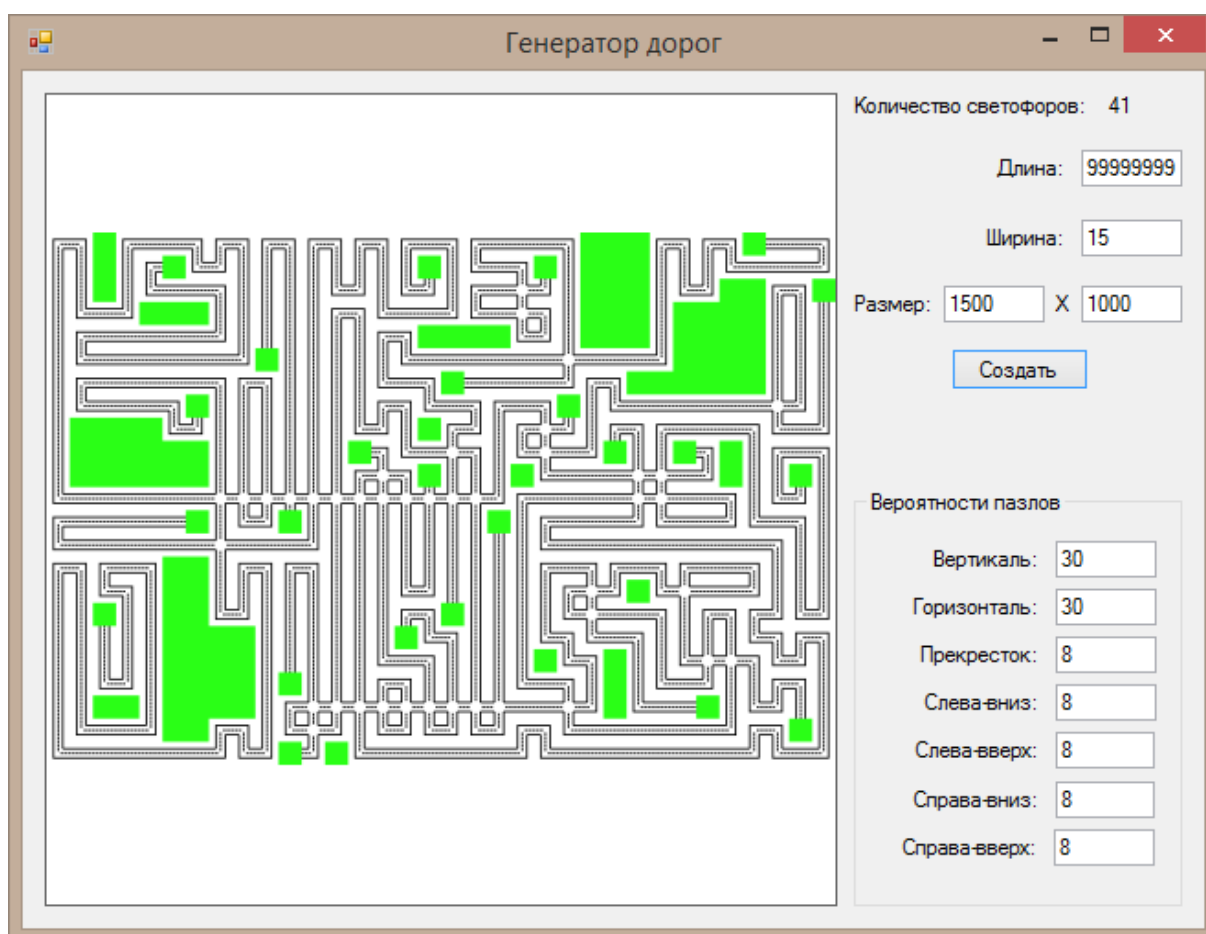 Генератор дорог
Количество светофоров: 41
Длина: 99999999
Ширина: 15
Размер: 1500 X 1000
Создать
Вероятности пазлов
Вертикаль: 30
Горизонталь: 30
Прекресток: 8
Слева-вниз: 8
Слева-вверх: 8
Справа-вниз: 8
Справа-вверх: 8